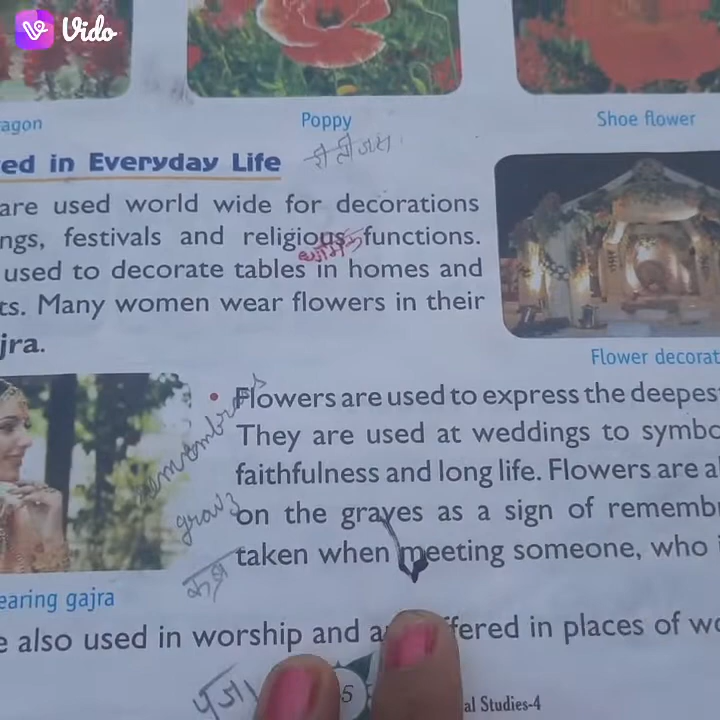 Vido
agon
Poppy
Shoe flower
ed in Everyday Life
are used world wide for decorations
ngs, festivals and religious functions.
used to decorate tables in homes and
ts. Many women wear flowers in their
jra.
Flower decorat
• Flowers are used to express the deepes
They are used at weddings to symbo
faithfulness and long life. Flowers are al
on the graves as a sign of remembr
taken when meeting someone, who i
earing gajra
e also used in worship and a ffered in places of wo
पूजा
5
al Studies-4